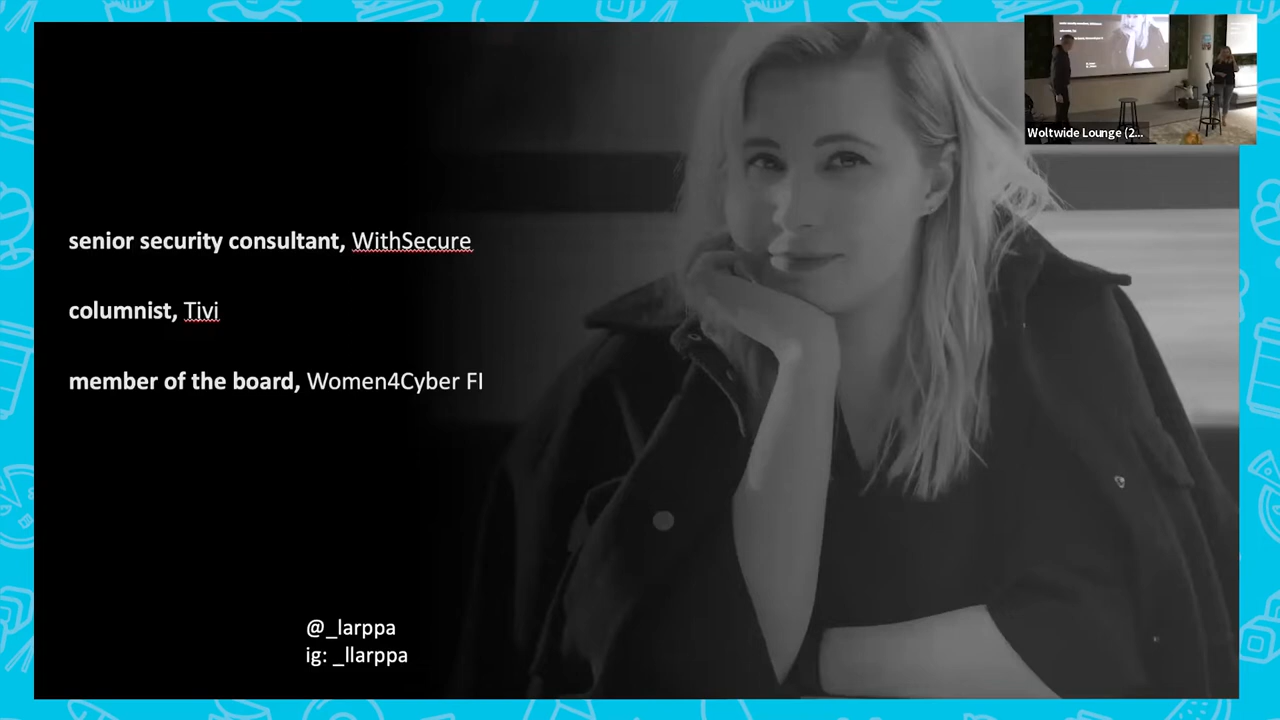 senior security consultant, WithSecure
columnist, Tivi
member of the board, Women4Cyber FI
@_larppa
ig: _llarppa
Woltwide Lounge (2...